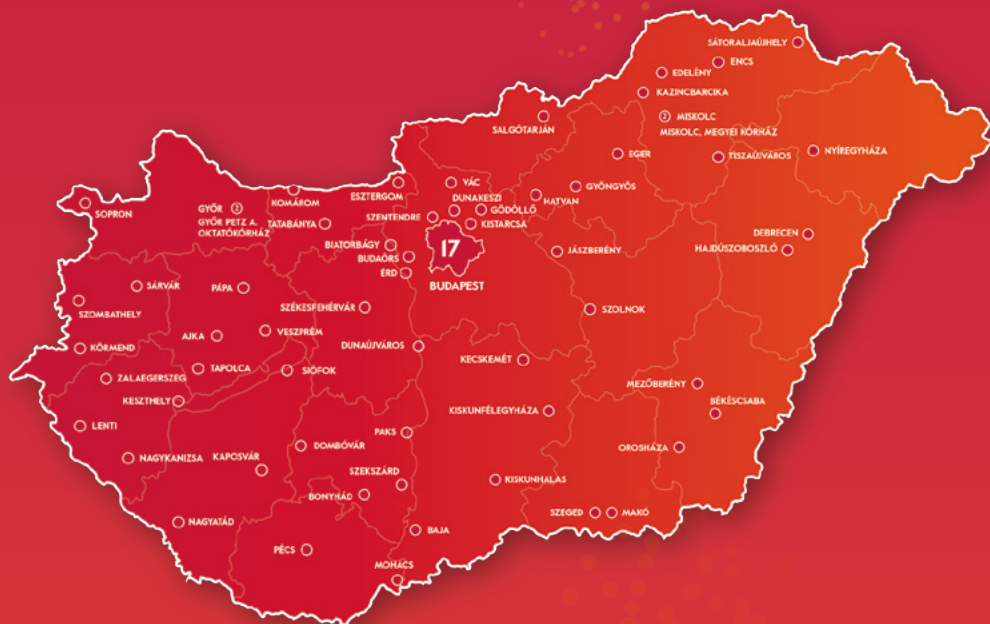 SÁTORALJAÚJHELY
ENCS
EDELÉNY
KAZINCBARCIKA
SALGÓTARJÁN
2 MISKOLC
MISKOLC, MEGYEI KÓRHÁZ
EGER
TISZAÚJVÁROS
NYÍREGYHÁZA
GYÖNGYÖS
HATVAN
VÁC
DUNAKESZI
GÖDÖLLŐ
KISTARCSA
ESZTERGOM
SZENTENDRE
KOMÁROM
TATABÁNYA
SOPRON
GYŐR 2
GYŐR PETZ A.
OKTATÓKÓRHÁZ
BIATORBÁGY
BUDAÖRS
ÉRD
17
BUDAPEST
JÁSZBERÉNY
DEBRECEN
HAJDÚSZOBOSZLÓ
SÁRVÁR
PÁPA
SZOMBATHELY
SZÉKESFEHÉRVÁR
SZOLNOK
AJKA
VESZPRÉM
KÖRMEND
DUNAÚJVÁROS
KECSKEMÉT
TAPOLCA
SIÓFOK
ZALAEGERSZEG
KESZTHELY
MEZŐBERÉNY
BÉKÉSCSABA
KISKUNFÉLEGYHÁZA
LENTI
PAKS
DOMBÓVÁR
OROSHÁZA
NAGYKANIZSA
KAPOSVÁR
SZEKSZÁRD
KISKUNHALAS
BONYHÁD
SZEGED
MAKÓ
NAGYATÁD
BAJA
PÉCS
MOHÁCS